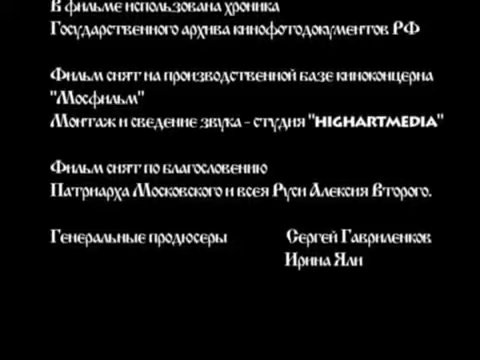 В фильме использована хроника
Государственного архива кинофотодокументов РФ
Фильм снят на производственной базе киноконцерна
"Мосфильм"
Монтаж и сведение звука - студия "HIGHARTMEDIA"
Фильм снят по благословению
Патриарха Московского и всея Руси Алексия Второго.
Генеральные продюсеры Сергей Гавриленков
Ирина Яли